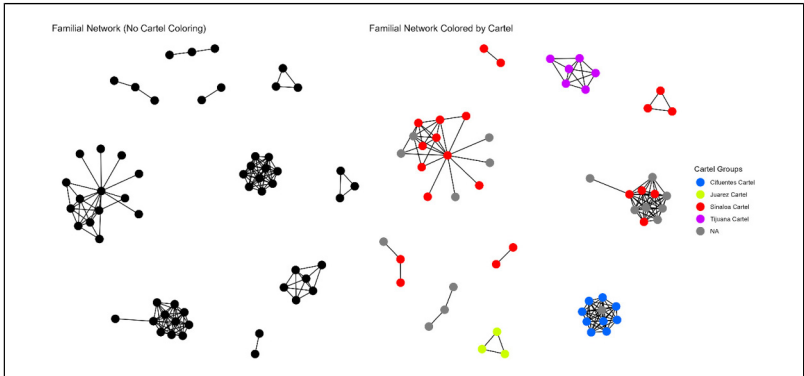 Familial Network (No Cartel Coloring)
Familial Network Colored by Cartel
Cartel Groups
Cifuentes Cartel
Juarez Cartel
Sinaloa Cartel
Tijuana Cartel
NA